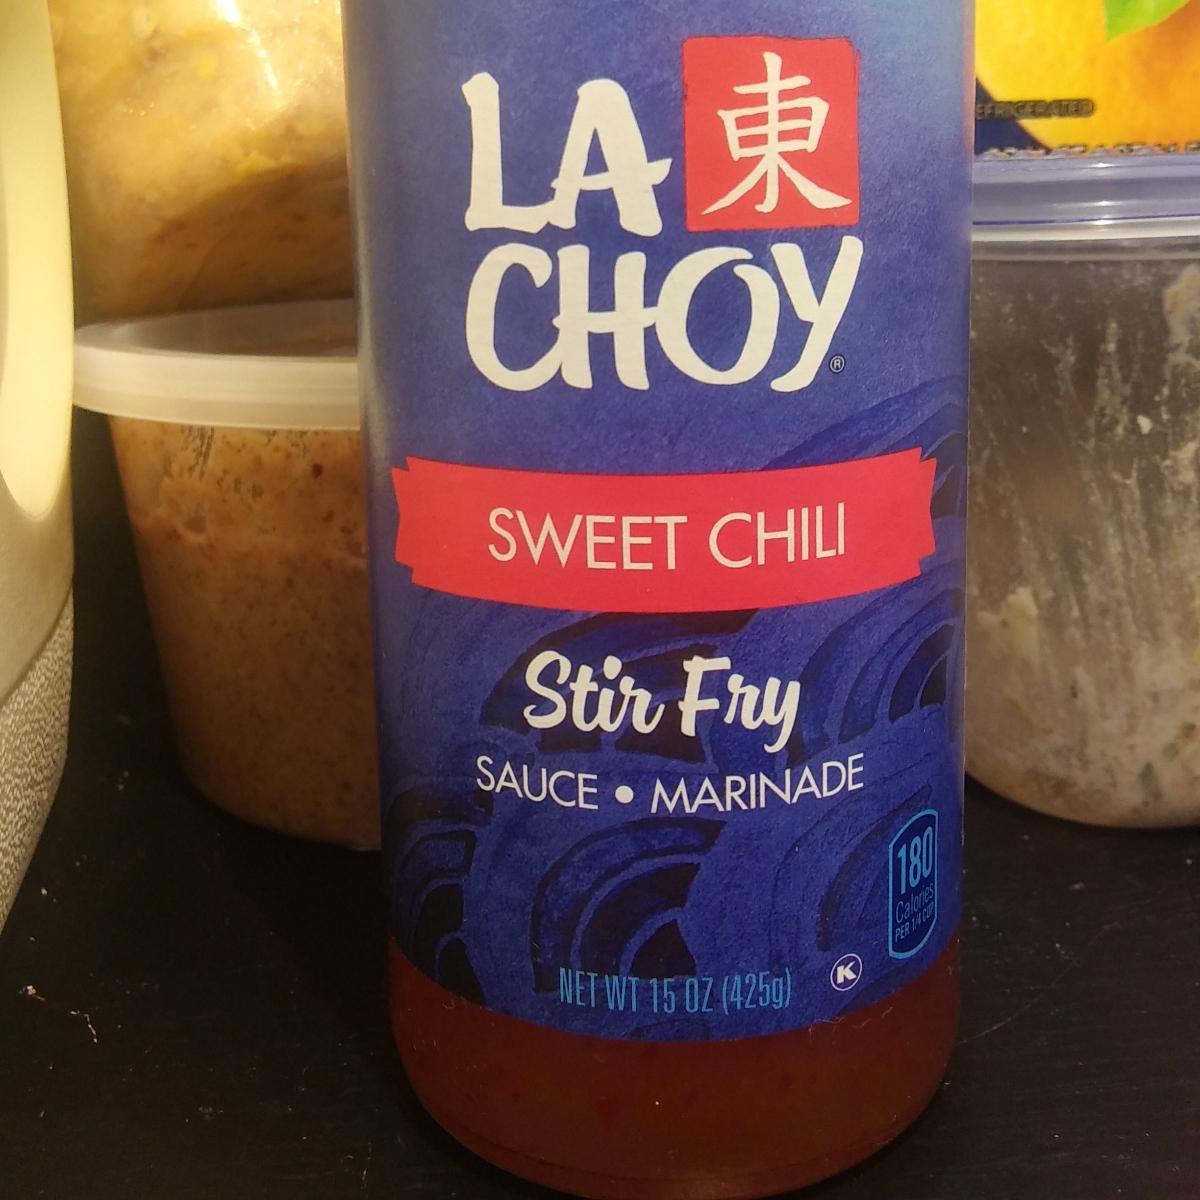 LA 東
CHOY®
SWEET CHILI
Stir Fry
SAUCE • MARINADE
180
Calories
PER 1/4 CUP
NET WT 15 OZ (425g)
K
EFRIGERATED